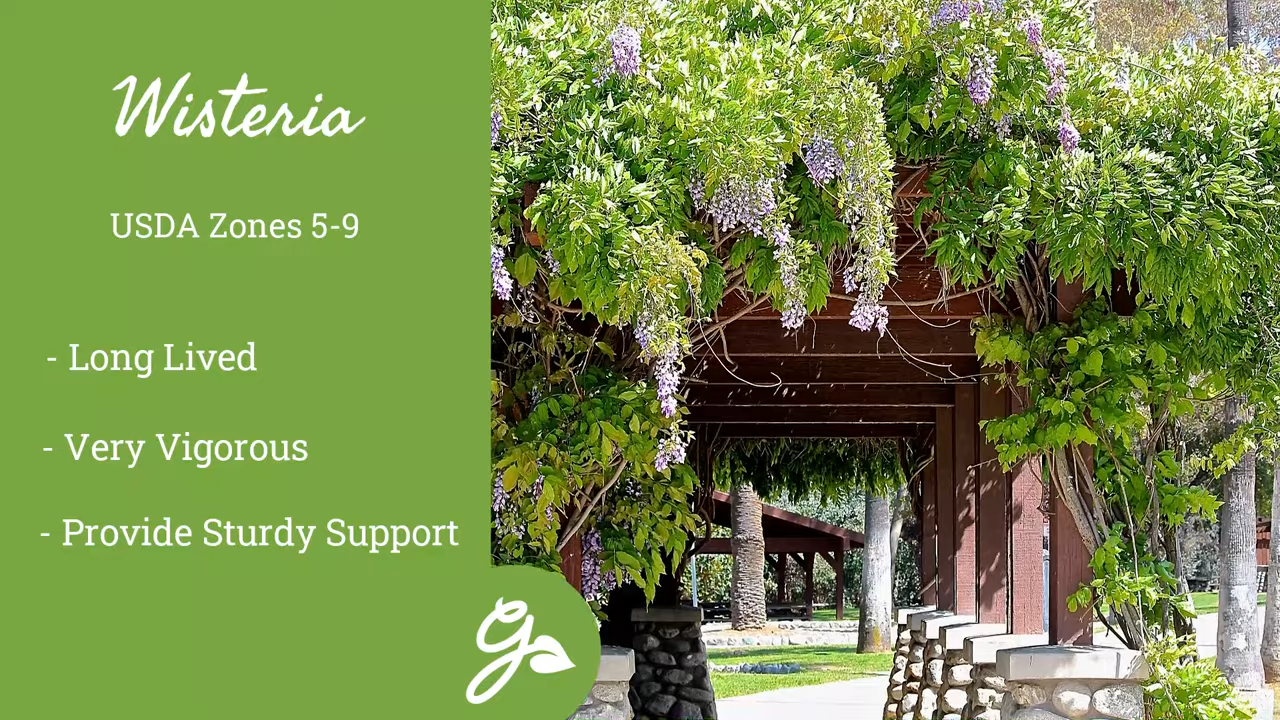 Wisteria
USDA Zones 5-9
- Long Lived
- Very Vigorous
- Provide Sturdy Support
g